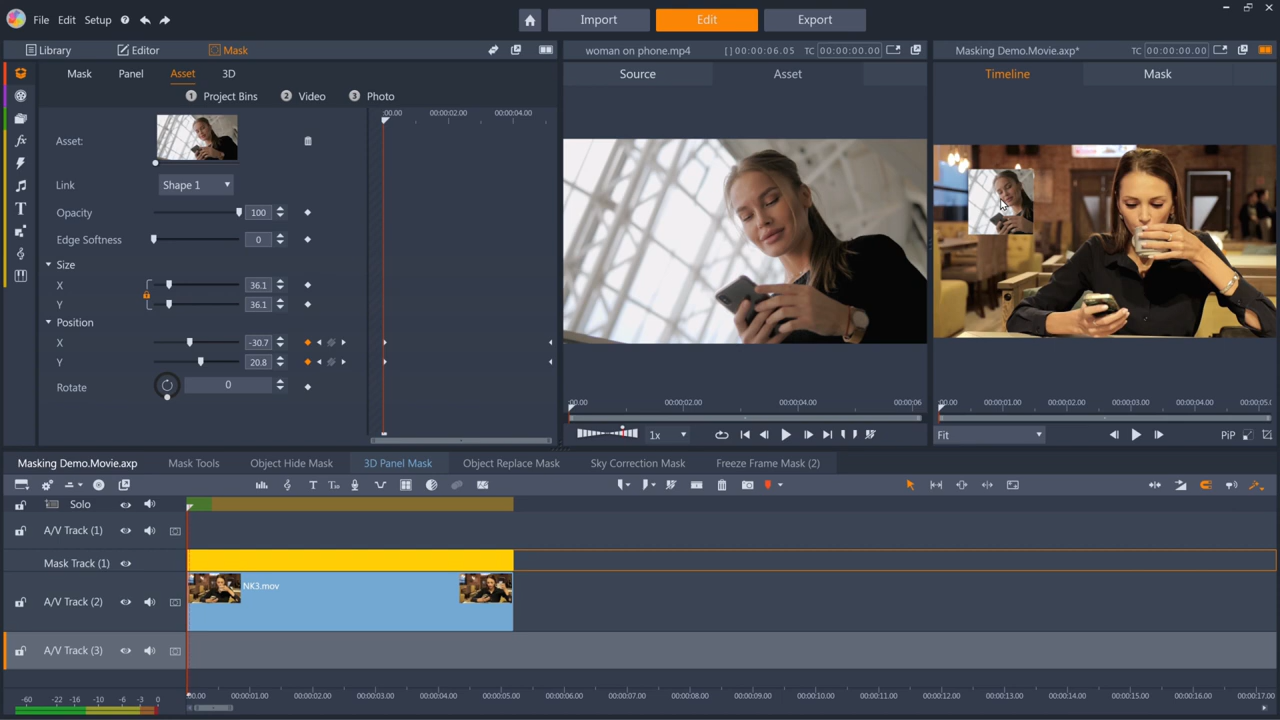 File Edit Setup Import Edit Export
Library Editor Mask woman on phone.mp4 [ ] 00:00:06.05 TC 00:00:00.00 Masking Demo.Movie.axp* TC 00:00:00.00
Mask Panel Asset 3D Source Asset Timeline Mask
1 Project Bins 2 Video 3 Photo
:00.00 00:00:02.00 00:00:04.00
Asset:
Link Shape 1
Opacity 100
Edge Softness 0
Size
X 36.1
Y 36.1
Position
X -30.7
Y 20.8
Rotate 0
:00.00 00:00:02.00 00:00:04.00 00:00:06
:00.00 00:00:01.00 00:00:02.00 00:00:03.00 00:00:04.00 00:00:05.0
1x Fit PiP
Masking Demo.Movie.axp Mask Tools Object Hide Mask 3D Panel Mask Object Replace Mask Sky Correction Mask Freeze Frame Mask (2)
Solo
A/V Track (1)
Mask Track (1)
NK3.mov
A/V Track (2)
A/V Track (3)
-60 -22 -16 -10 -6 -3 0 :00.00 00:00:01.00 00:00:02.00 00:00:03.00 00:00:04.00 00:00:05.00 00:00:06.00 00:00:07.00 00:00:08.00 00:00:09.00 00:00:10.00 00:00:11.00 00:00:12.00 00:00:13.00 00:00:14.00 00:00:15.00 00:00:16.00 00:00:17.00